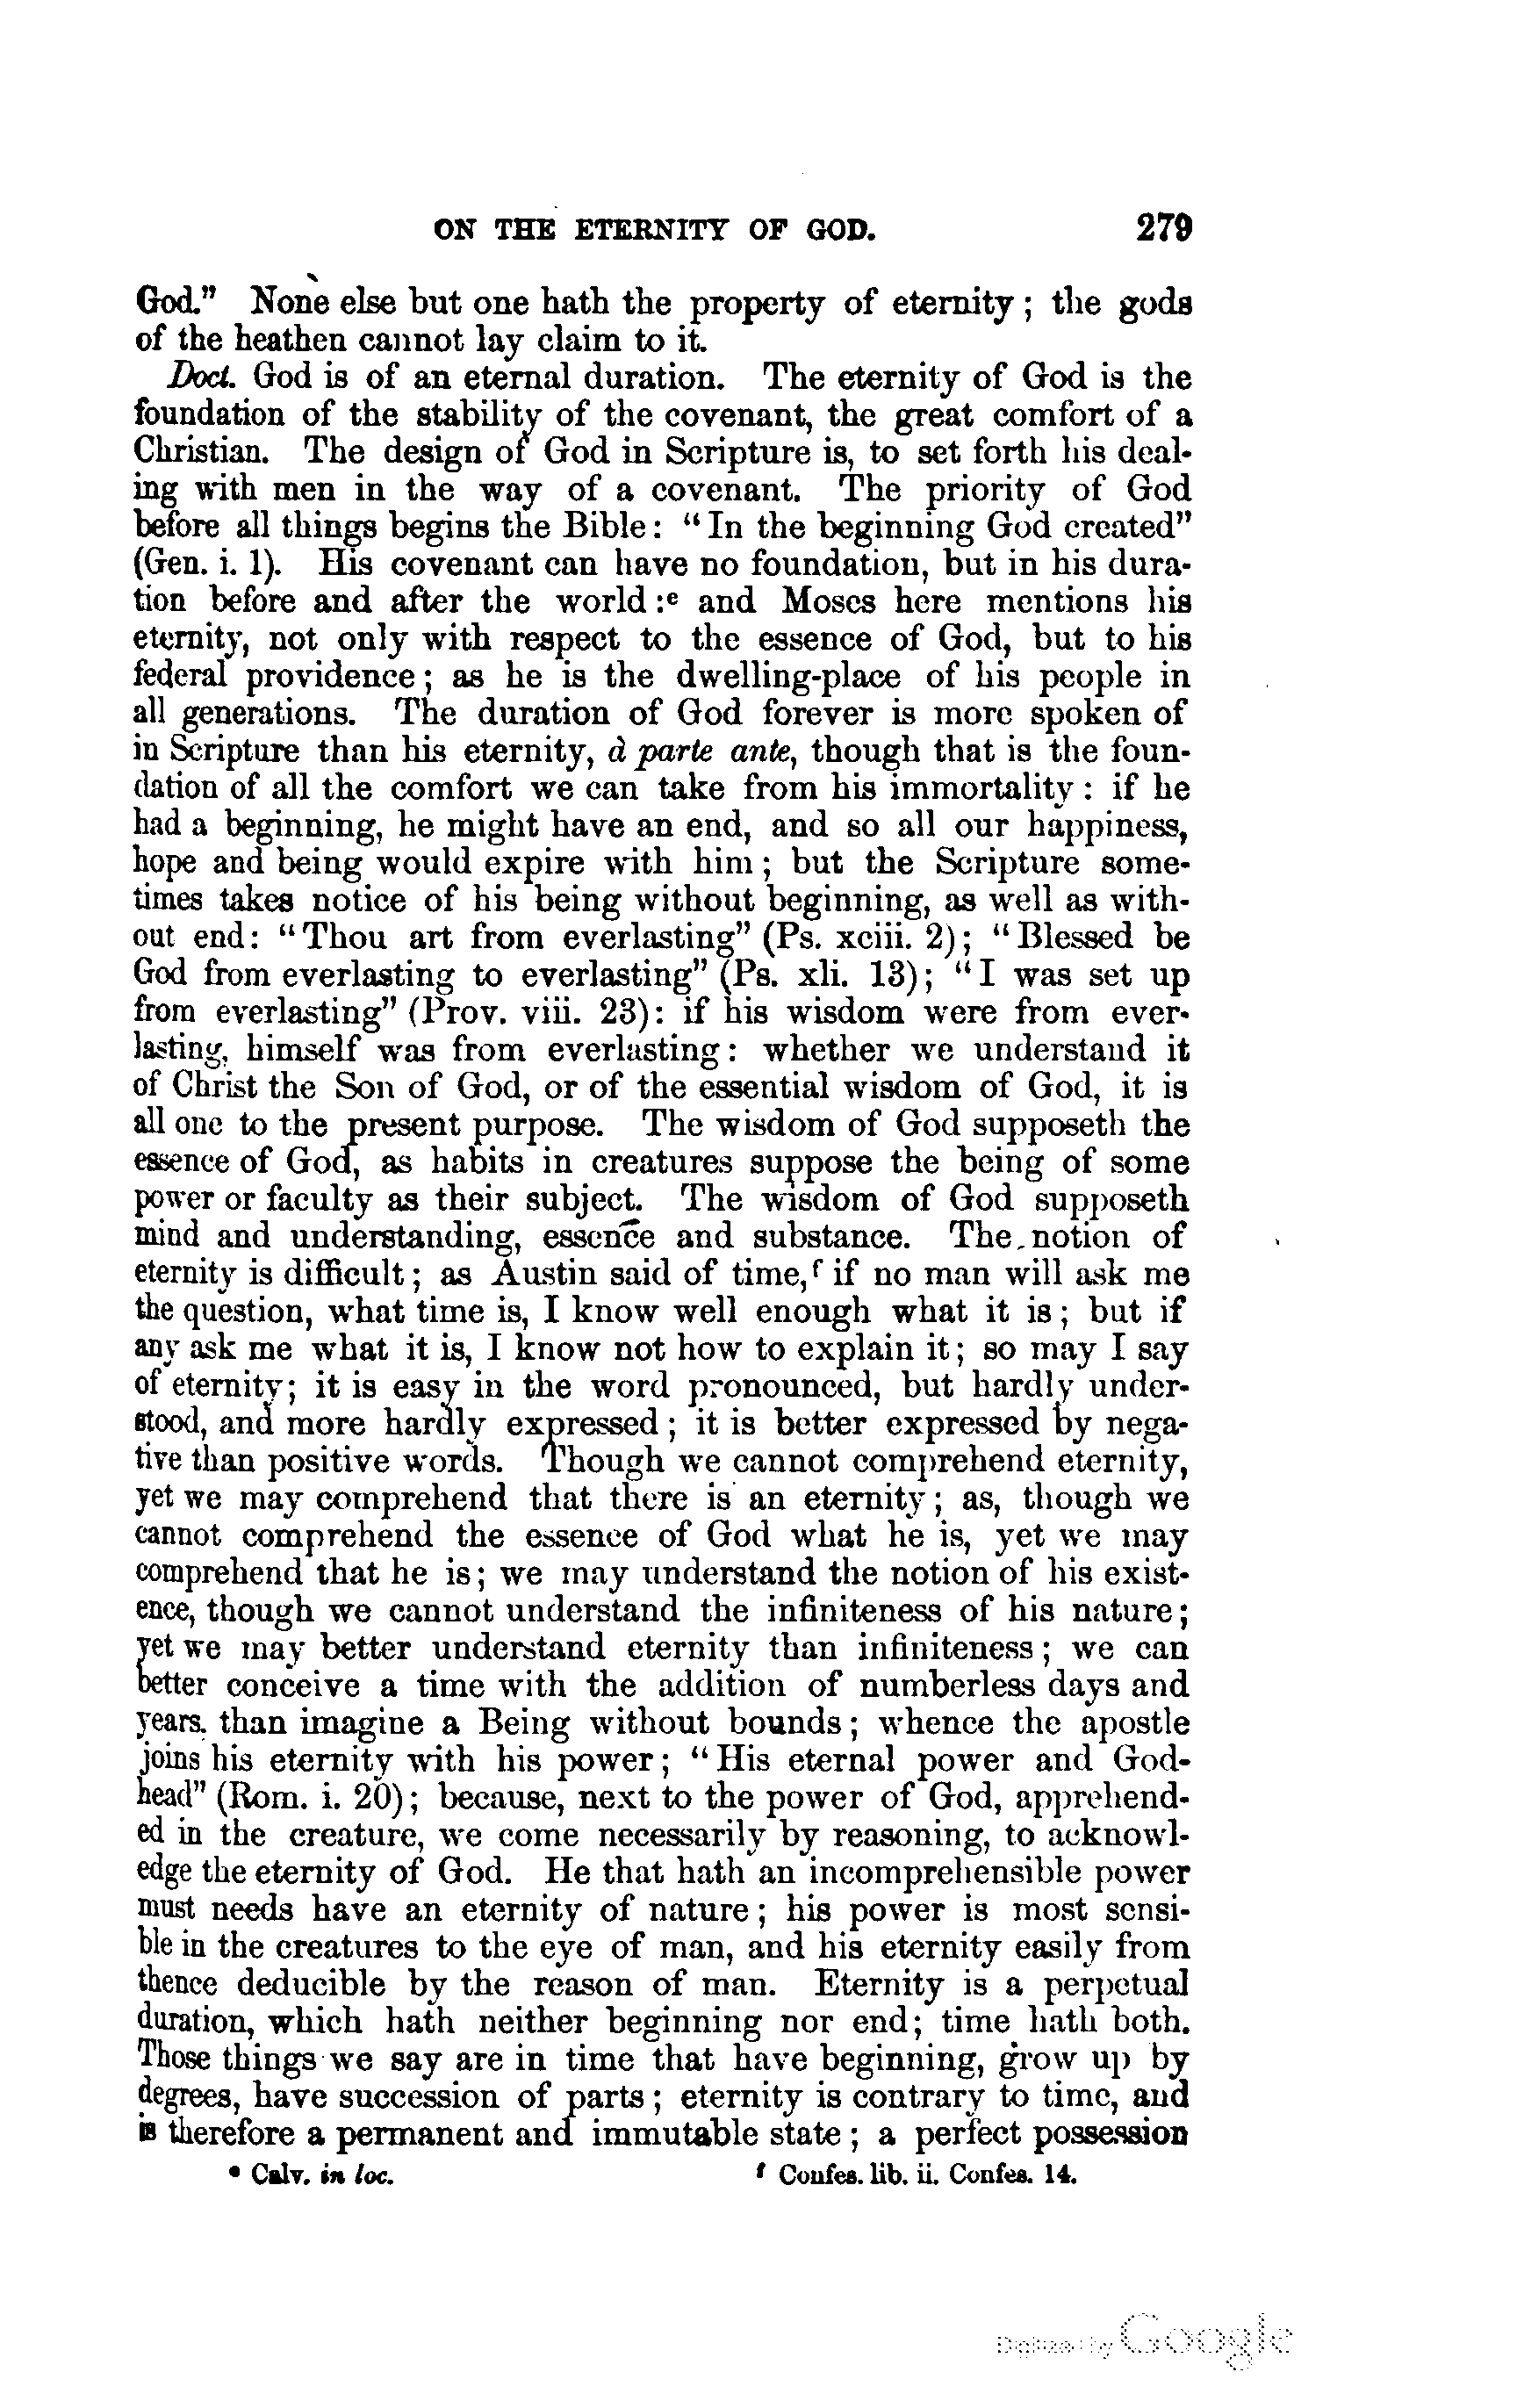 ON THE ETERNITY OF GOD. 279
God." None else but one hath the property of eternity; the gods
of the heathen cannot lay claim to it.
Doct. God is of an eternal duration. The eternity of God is the
foundation of the stability of the covenant, the great comfort of a
Christian. The design of God in Scripture is, to set forth his deal-
ing with men in the way of a covenant. The priority of God
before all things begins the Bible: "In the beginning God created"
(Gen. i. 1). His covenant can have no foundation, but in his dura-
tion before and after the world:e and Moses here mentions his
eternity, not only with respect to the essence of God, but to his
federal providence; as he is the dwelling-place of his people in
all generations. The duration of God forever is more spoken of
in Scripture than his eternity, à parte ante, though that is the foun-
dation of all the comfort we can take from his immortality: if he
had a beginning, he might have an end, and so all our happiness,
hope and being would expire with him; but the Scripture some-
times takes notice of his being without beginning, as well as with-
out end: "Thou art from everlasting" (Ps. xciii. 2); "Blessed be
God from everlasting to everlasting" (Ps. xli. 13); "I was set up
from everlasting" (Prov. viii. 23): if his wisdom were from ever-
lasting, himself was from everlasting: whether we understand it
of Christ the Son of God, or of the essential wisdom of God, it is
all one to the present purpose. The wisdom of God supposeth the
essence of God, as habits in creatures suppose the being of some
power or faculty as their subject. The wisdom of God supposeth
mind and understanding, essence and substance. The notion of
eternity is difficult; as Austin said of time,f if no man will ask me
the question, what time is, I know well enough what it is; but if
any ask me what it is, I know not how to explain it; so may I say
of eternity; it is easy in the word pronounced, but hardly under-
stood, and more hardly expressed; it is better expressed by nega-
tive than positive words. Though we cannot comprehend eternity,
yet we may comprehend that there is an eternity; as, though we
cannot comprehend the essence of God what he is, yet we may
comprehend that he is; we may understand the notion of his exist-
ence, though we cannot understand the infiniteness of his nature;
yet we may better understand eternity than infiniteness; we can
better conceive a time with the addition of numberless days and
years, than imagine a Being without bounds; whence the apostle
joins his eternity with his power; "His eternal power and God-
head" (Rom. i. 20); because, next to the power of God, apprehend-
ed in the creature, we come necessarily by reasoning, to acknowl-
edge the eternity of God. He that hath an incomprehensible power
must needs have an eternity of nature; his power is most sensi-
ble in the creatures to the eye of man, and his eternity easily from
thence deducible by the reason of man. Eternity is a perpetual
duration, which hath neither beginning nor end; time hath both.
Those things we say are in time that have beginning, grow up by
degrees, have succession of parts; eternity is contrary to time, and
is therefore a permanent and immutable state; a perfect possession
e Calv. in loc. f Confes. lib. ii. Confes. 14.
Digitized by Google